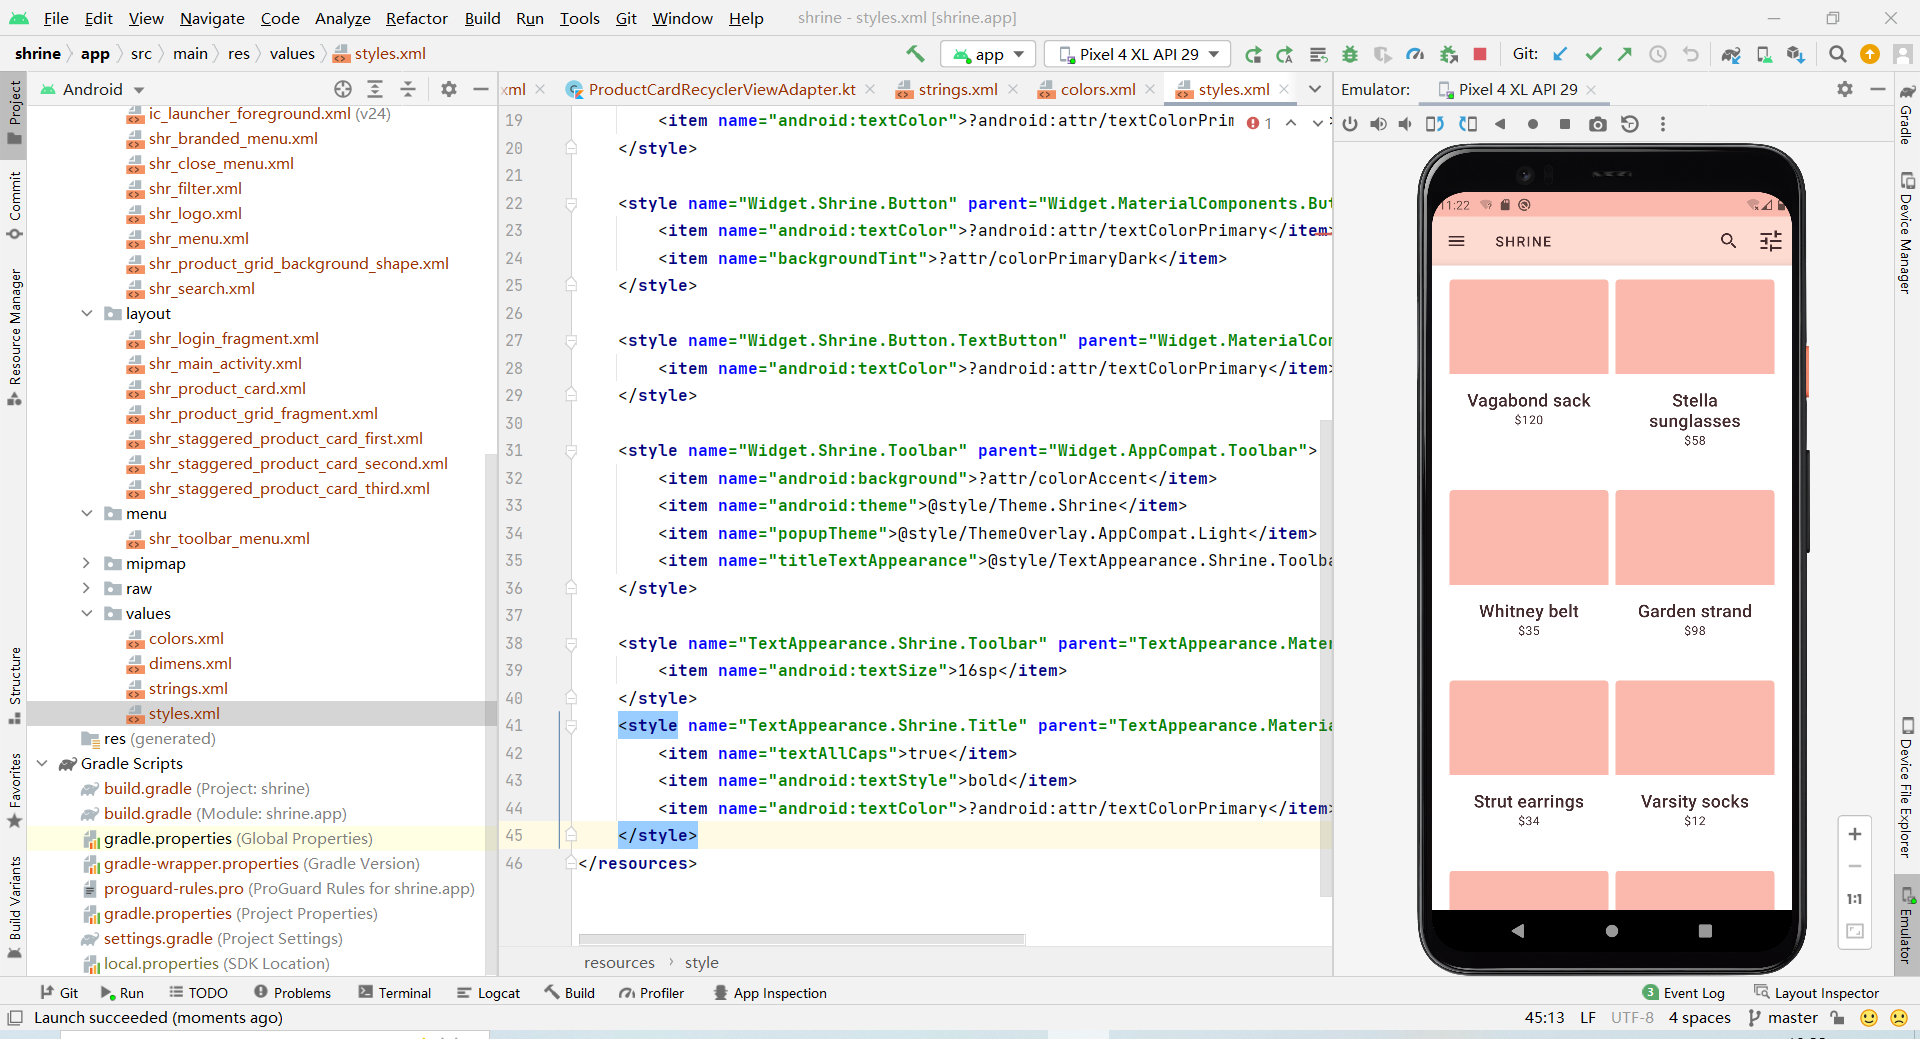 File Edit View Navigate Code Analyze Refactor Build Run Tools Git Window Help shrine - styles.xml [shrine.app]
shrine app src main res values styles.xml app Pixel 4 XL API 29 Git:
Android xml ProductCardRecyclerViewAdapter.kt strings.xml colors.xml styles.xml Emulator: Pixel 4 XL API 29
Project
Commit
Resource Manager
Structure
Favorites
Build Variants
ic_launcher_foreground.xml (v24)
shr_branded_menu.xml
shr_close_menu.xml
shr_filter.xml
shr_logo.xml
shr_menu.xml
shr_product_grid_background_shape.xml
shr_search.xml
layout
shr_login_fragment.xml
shr_main_activity.xml
shr_product_card.xml
shr_product_grid_fragment.xml
shr_staggered_product_card_first.xml
shr_staggered_product_card_second.xml
shr_staggered_product_card_third.xml
menu
shr_toolbar_menu.xml
mipmap
raw
values
colors.xml
dimens.xml
strings.xml
styles.xml
res (generated)
Gradle Scripts
build.gradle (Project: shrine)
build.gradle (Module: shrine.app)
gradle.properties (Global Properties)
gradle-wrapper.properties (Gradle Version)
proguard-rules.pro (ProGuard Rules for shrine.app)
gradle.properties (Project Properties)
settings.gradle (Project Settings)
local.properties (SDK Location)
19 <item name="android:textColor">?android:attr/textColorPrim 1
20 </style>
21
22 <style name="Widget.Shrine.Button" parent="Widget.MaterialComponents.But
23 <item name="android:textColor">?android:attr/textColorPrimary</item>
24 <item name="backgroundTint">?attr/colorPrimaryDark</item>
25 </style>
26
27 <style name="Widget.Shrine.Button.TextButton" parent="Widget.MaterialCom
28 <item name="android:textColor">?android:attr/textColorPrimary</item>
29 </style>
30
31 <style name="Widget.Shrine.Toolbar" parent="Widget.AppCompat.Toolbar">
32 <item name="android:background">?attr/colorAccent</item>
33 <item name="android:theme">@style/Theme.Shrine</item>
34 <item name="popupTheme">@style/ThemeOverlay.AppCompat.Light</item>
35 <item name="titleTextAppearance">@style/TextAppearance.Shrine.Toolba
36 </style>
37
38 <style name="TextAppearance.Shrine.Toolbar" parent="TextAppearance.Mater
39 <item name="android:textSize">16sp</item>
40 </style>
41 <style name="TextAppearance.Shrine.Title" parent="TextAppearance.Materia
42 <item name="textAllCaps">true</item>
43 <item name="android:textStyle">bold</item>
44 <item name="android:textColor">?android:attr/textColorPrimary</item>
45 </style>
46 </resources>
resources style
11:22
SHRINE
Vagabond sack
$120
Stella sunglasses
$58
Whitney belt
$35
Garden strand
$98
Strut earrings
$34
Varsity socks
$12
1:1
Gradle
Device Manager
Device File Explorer
Emulator
Git Run TODO Problems Terminal Logcat Build Profiler App Inspection 3 Event Log Layout Inspector
Launch succeeded (moments ago) 45:13 LF UTF-8 4 spaces master